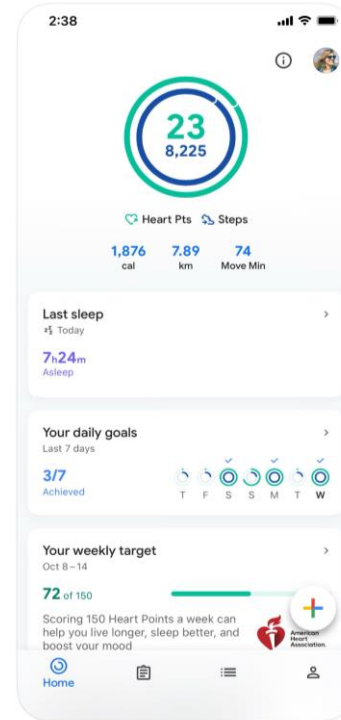 2:38
23
8,225
Heart Pts Steps
1,876 7.89 74
cal km Move Min
Last sleep
Today
7h24m
Asleep
Your daily goals
Last 7 days
3/7
Achieved
T F S S M T W
Your weekly target
Oct 8 – 14
72 of 150
Scoring 150 Heart Points a week can
help you live longer, sleep better, and
boost your mood
American
Heart
Association.
Home